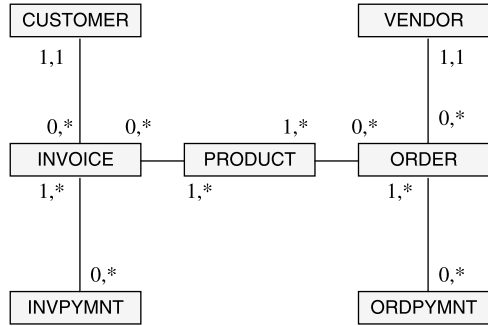 CUSTOMER VENDOR
1,1 1,1
0,* 0,* 1,* 0,* 0,*
INVOICE PRODUCT ORDER
1,* 1,* 1,*
0,* 0,*
INVPYMNT ORDPYMNT